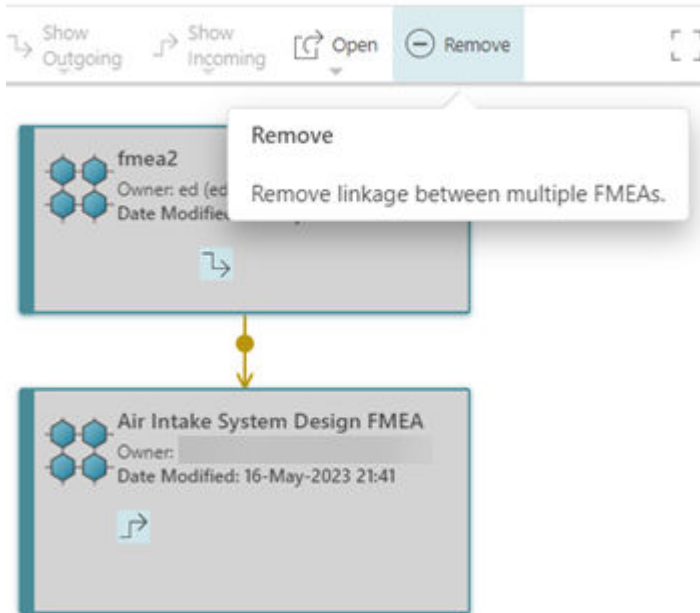 Show Outgoing
Show Incoming
Open
Remove
Remove
Remove linkage between multiple FMEAs.
fmea2
Owner: ed (ed
Date Modified
Air Intake System Design FMEA
Owner:
Date Modified: 16-May-2023 21:41